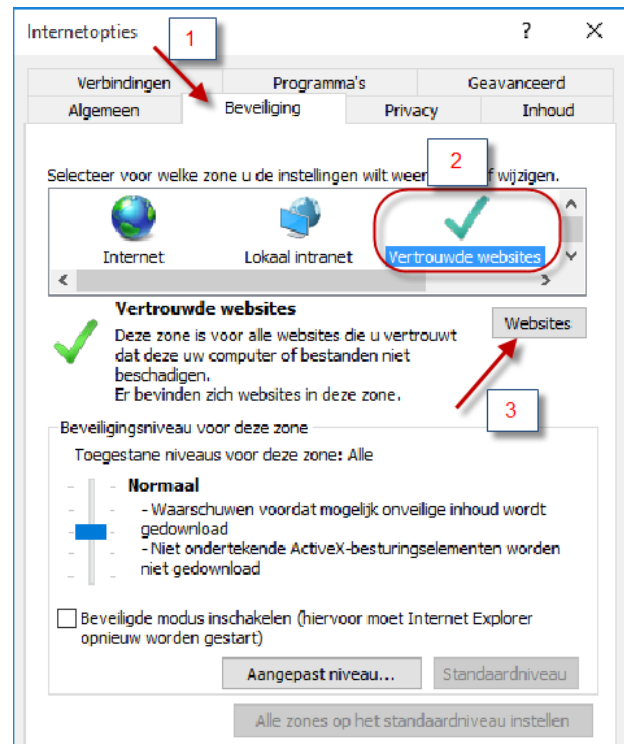 Internetopties
1
?
X
Verbindingen Programma's Geavanceerd
Algemeen Beveiliging Privacy Inhoud
2
Selecteer voor welke zone u de instellingen wilt weer f wijzigen.
Internet Lokaal intranet Vertrouwde websites
Vertrouwde websites
Websites
Deze zone is voor alle websites die u vertrouwt
dat deze uw computer of bestanden niet
beschadigen.
Er bevinden zich websites in deze zone.
3
Beveiligingsniveau voor deze zone
Toegestane niveaus voor deze zone: Alle
Normaal
- Waarschuwen voordat mogelijk onveilige inhoud wordt
gedownload
- Niet ondertekende ActiveX-besturingselementen worden
niet gedownload
Beveiligde modus inschakelen (hiervoor moet Internet Explorer
opnieuw worden gestart)
Aangepast niveau... Standaardniveau
Alle zones op het standaardniveau instellen